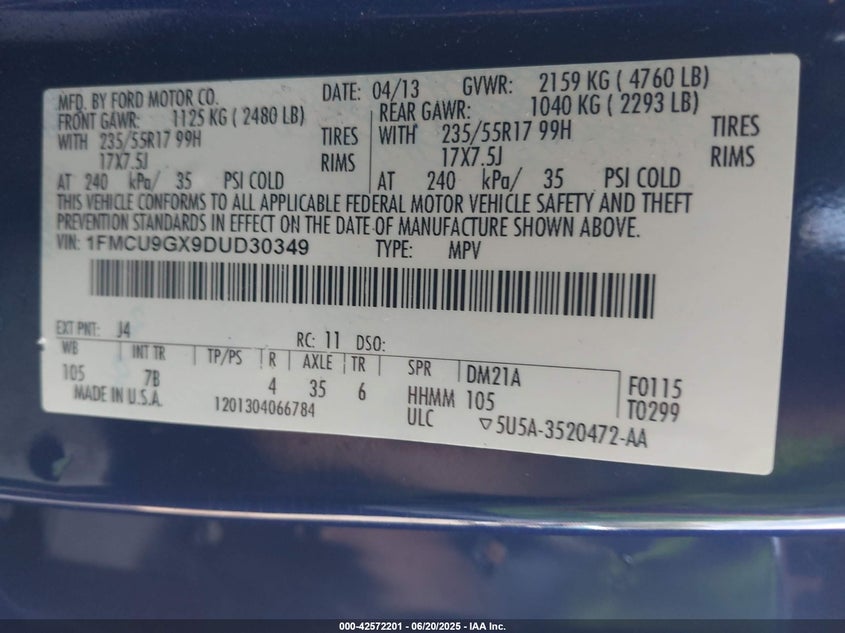 MFD. BY FORD MOTOR CO. DATE: 04/13 GVWR: 2159 KG ( 4760 LB)
FRONT GAWR: 1125 KG ( 2480 LB) REAR GAWR: 1040 KG ( 2293 LB)
WITH 235/55R17 99H TIRES WITH 235/55R17 99H TIRES
17X7.5J RIMS 17X7.5J RIMS
AT 240 kPa/ 35 PSI COLD AT 240 kPa/ 35 PSI COLD
THIS VEHICLE CONFORMS TO ALL APPLICABLE FEDERAL MOTOR VEHICLE SAFETY AND THEFT
PREVENTION STANDARDS IN EFFECT ON THE DATE OF MANUFACTURE SHOWN ABOVE.
VIN: 1FMCU9GX9DUD30349 TYPE: MPV
EXT PNT: J4 RC: 11 DSO:
WB INT TR TP/PS R AXLE TR SPR DM21A F0115
105 7B 4 35 6 HHMM 105 T0299
MADE IN U.S.A. 1201304066784 ULC ▽5U5A-3520472-AA
000-42572201 | 06/20/2025 | IAA Inc.